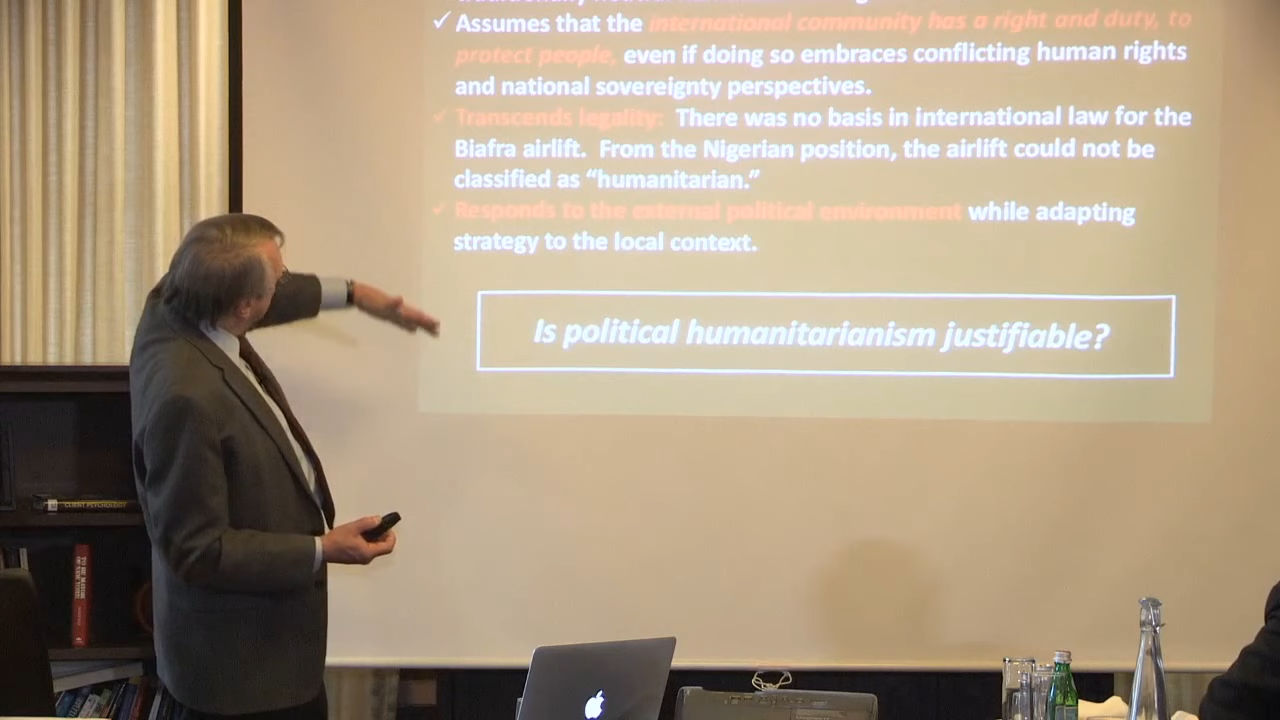 ✓ Assumes that the international community has a right and duty, to
protect people, even if doing so embraces conflicting human rights
and national sovereignty perspectives.
✓ Transcends legality: There was no basis in international law for the
Biafra airlift. From the Nigerian position, the airlift could not be
classified as “humanitarian.”
✓ Responds to the external political environment while adapting
strategy to the local context.
Is political humanitarianism justifiable?
CLIENT PSYCHOLOGY